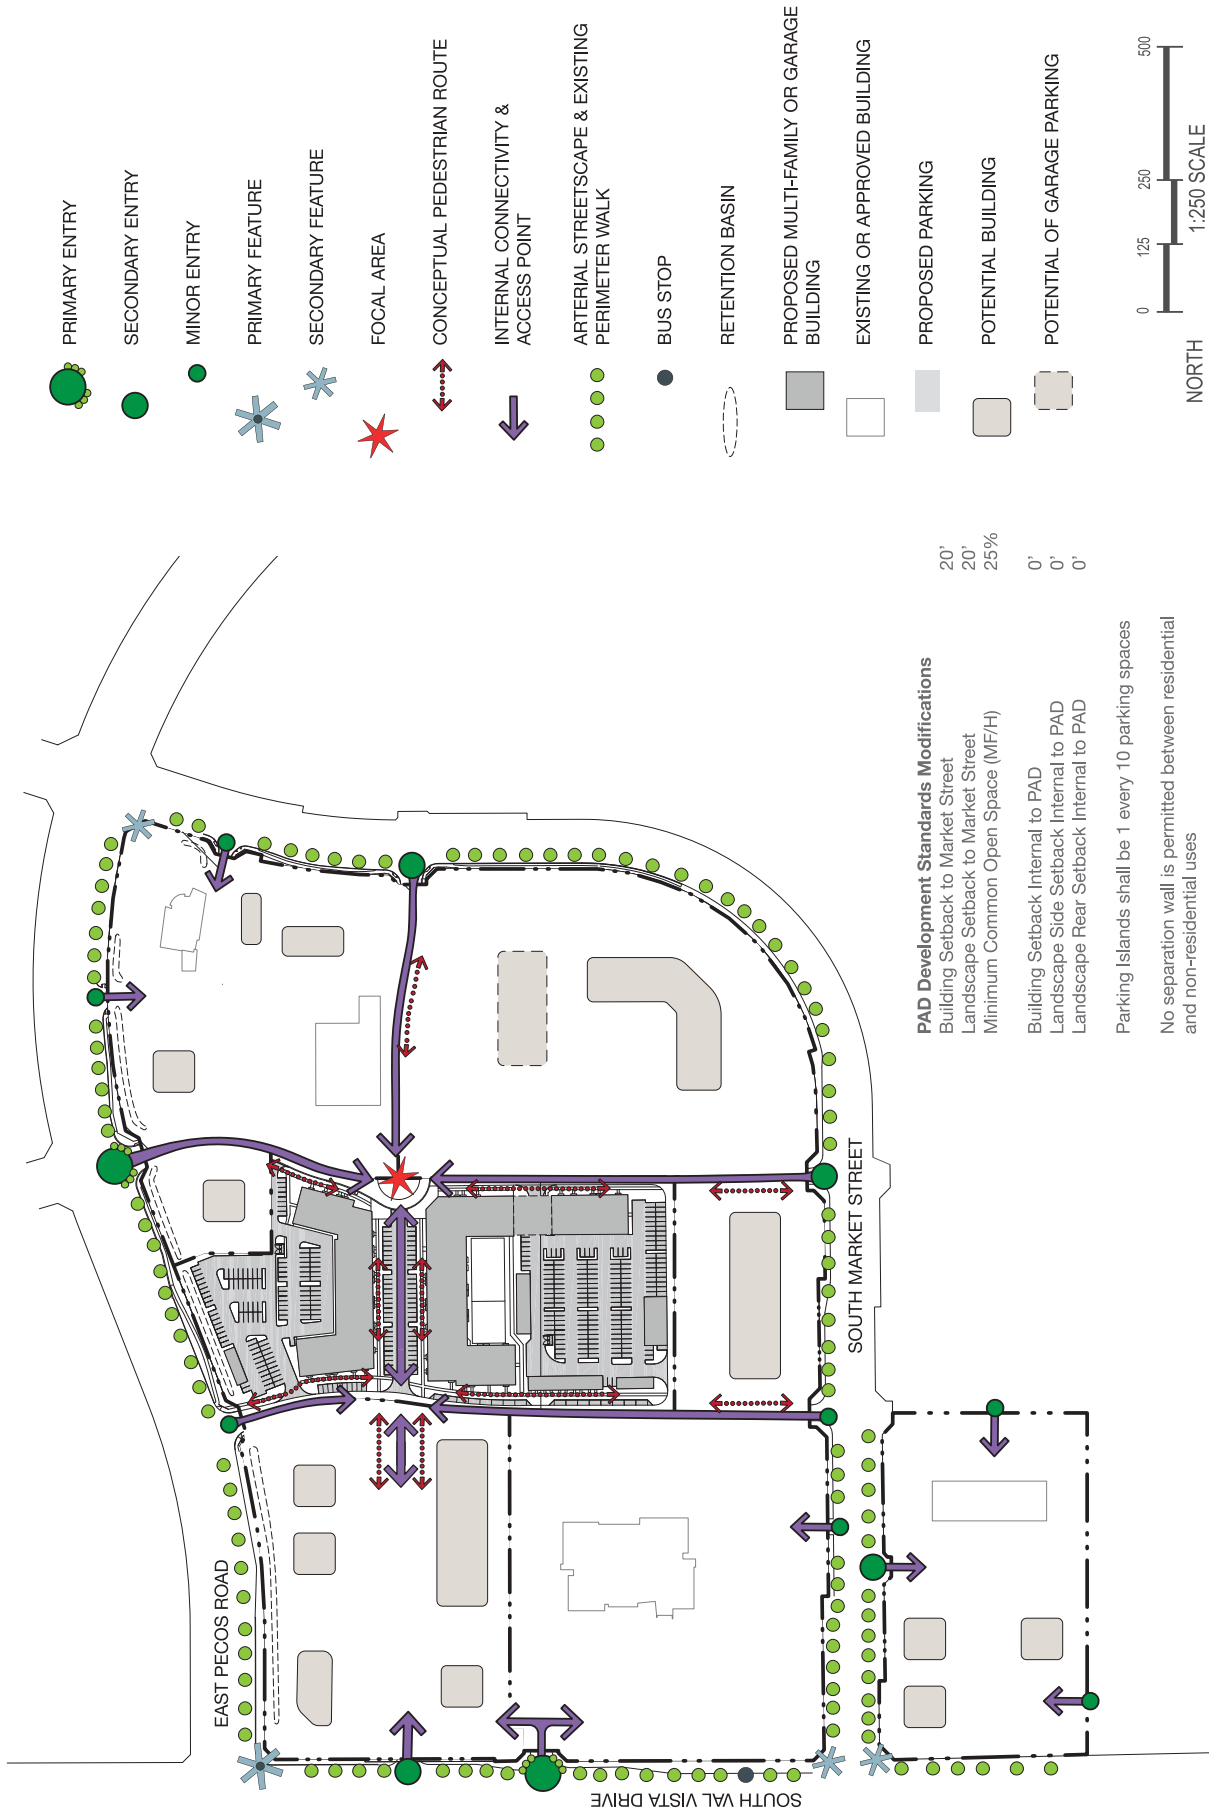 PRIMARY ENTRY
SECONDARY ENTRY
MINOR ENTRY
PRIMARY FEATURE
SECONDARY FEATURE
FOCAL AREA
CONCEPTUAL PEDESTRIAN ROUTE
INTERNAL CONNECTIVITY &
ACCESS POINT
ARTERIAL STREETSCAPE & EXISTING
PERIMETER WALK
BUS STOP
RETENTION BASIN
PROPOSED MULTI-FAMILY OR GARAGE
BUILDING
EXISTING OR APPROVED BUILDING
PROPOSED PARKING
POTENTIAL BUILDING
POTENTIAL OF GARAGE PARKING
0 125 250 500
NORTH 1:250 SCALE
EAST PECOS ROAD
SOUTH MARKET STREET
SOUTH VAL VISTA DRIVE
PAD Development Standards Modifications
Building Setback to Market Street 20'
Landscape Setback to Market Street 20'
Minimum Common Open Space (MF/H) 25%
Building Setback Internal to PAD 0'
Landscape Side Setback Internal to PAD 0'
Landscape Rear Setback Internal to PAD 0'
Parking Islands shall be 1 every 10 parking spaces
No separation wall is permitted between residential
and non-residential uses